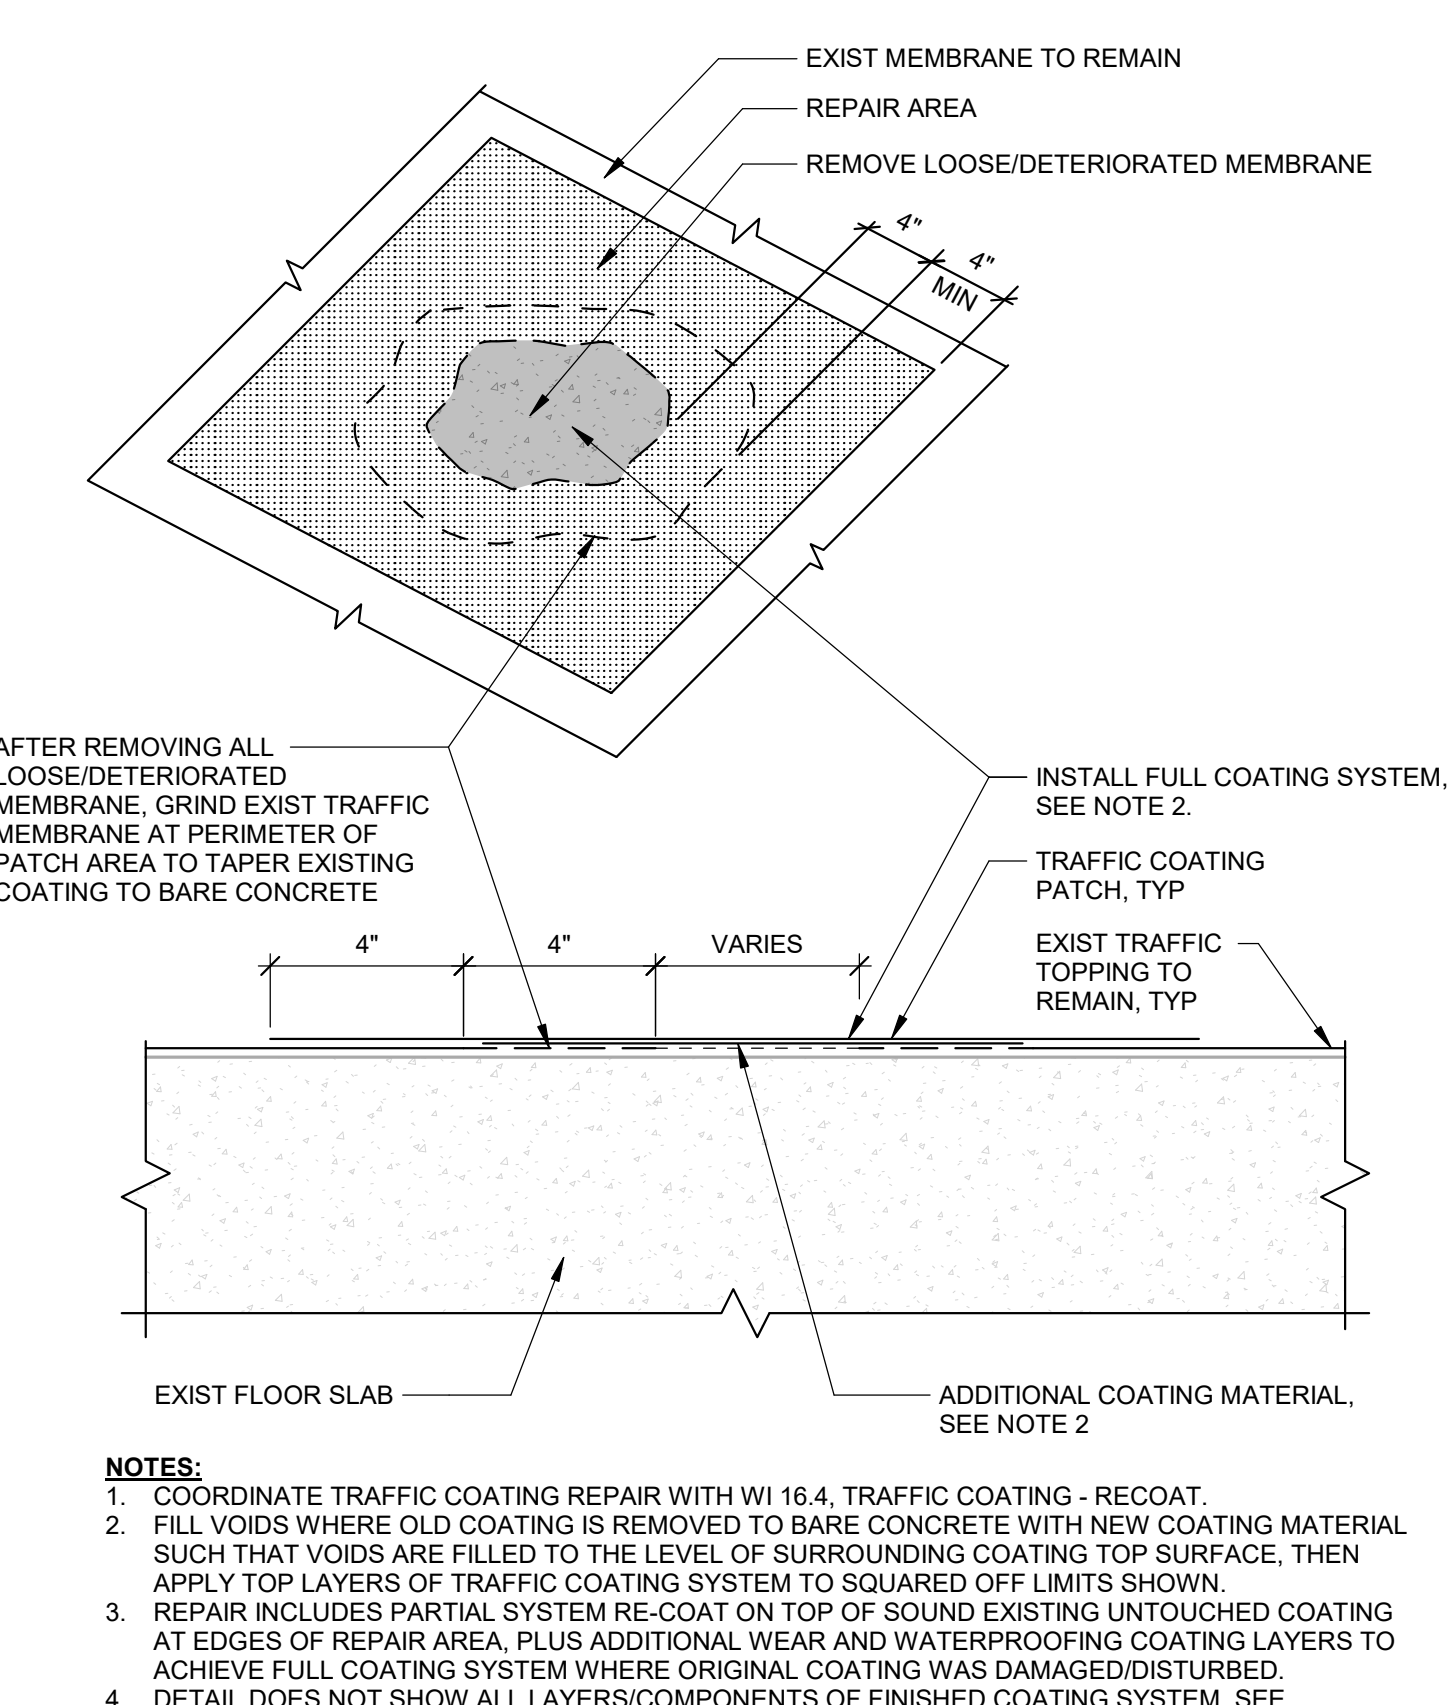 EXIST MEMBRANE TO REMAIN
REPAIR AREA
REMOVE LOOSE/DETERIORATED MEMBRANE
4"
4"
MIN
AFTER REMOVING ALL
LOOSE/DETERIORATED
MEMBRANE, GRIND EXIST TRAFFIC
MEMBRANE AT PERIMETER OF
PATCH AREA TO TAPER EXISTING
COATING TO BARE CONCRETE
INSTALL FULL COATING SYSTEM,
SEE NOTE 2.
TRAFFIC COATING
PATCH, TYP
EXIST TRAFFIC
TOPPING TO
REMAIN, TYP
4"
4"
VARIES
EXIST FLOOR SLAB
ADDITIONAL COATING MATERIAL,
SEE NOTE 2
NOTES:
1. COORDINATE TRAFFIC COATING REPAIR WITH WI 16.4, TRAFFIC COATING - RECOAT.
2. FILL VOIDS WHERE OLD COATING IS REMOVED TO BARE CONCRETE WITH NEW COATING MATERIAL
SUCH THAT VOIDS ARE FILLED TO THE LEVEL OF SURROUNDING COATING TOP SURFACE, THEN
APPLY TOP LAYERS OF TRAFFIC COATING SYSTEM TO SQUARED OFF LIMITS SHOWN.
3. REPAIR INCLUDES PARTIAL SYSTEM RE-COAT ON TOP OF SOUND EXISTING UNTOUCHED COATING
AT EDGES OF REPAIR AREA, PLUS ADDITIONAL WEAR AND WATERPROOFING COATING LAYERS TO
ACHIEVE FULL COATING SYSTEM WHERE ORIGINAL COATING WAS DAMAGED/DISTURBED.
4. DETAIL DOES NOT SHOW ALL LAYERS/COMPONENTS OF FINISHED COATING SYSTEM. SEE